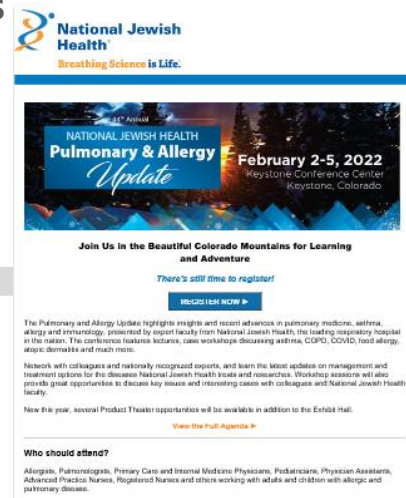 National Jewish
Health®
Breathing Science is Life.
44th Annual
NATIONAL JEWISH HEALTH
Pulmonary & Allergy
Update
February 2-5, 2022
Keystone Conference Center
Keystone, Colorado
Join Us in the Beautiful Colorado Mountains for Learning
and Adventure
There's still time to register!
REGISTER NOW ►
The Pulmonary and Allergy Update highlights insights and recent advances in pulmonary medicine, asthma,
allergy and immunology, presented by expert faculty from National Jewish Health, the leading respiratory hospital
in the nation. The conference features lectures, case workshops discussing asthma, COPD, COVID, food allergy,
atopic dermatitis and much more.
Network with colleagues and nationally recognized experts, and learn the latest updates on management and
treatment options for the diseases National Jewish Health treats and researches. Workshop sessions will also
provide great opportunities to discuss key issues and interesting cases with colleagues and National Jewish Health
faculty.
New this year, several Product Theater opportunities will be available in addition to the Exhibit Hall.
View the Full Agenda ►
Who should attend?
Allergists, Pulmonologists, Primary Care and Internal Medicine Physicians, Pediatricians, Physician Assistants,
Advanced Practice Nurses, Registered Nurses and others working with adults and children with allergic and
pulmonary disease.